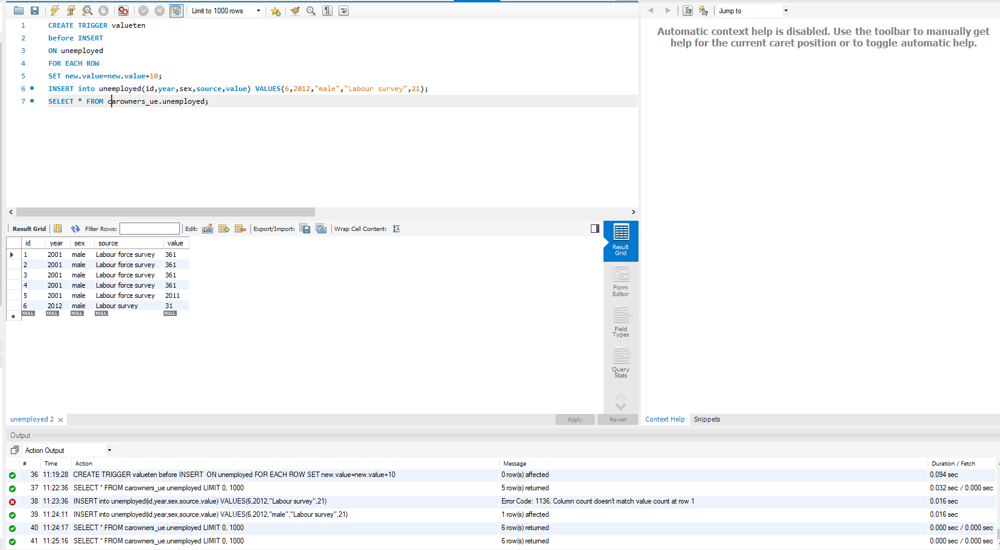 Limit to 1000 rows
Jump to
1 CREATE TRIGGER valueten
2 before INSERT
3 ON unemployed
4 FOR EACH ROW
5 SET new.value=new.value+10;
6 INSERT into unemployed(id,year,sex,source,value) VALUES(6,2012,"male","Labour survey",21);
7 SELECT * FROM carowners_ue.unemployed;
Automatic context help is disabled. Use the toolbar to manually get
help for the current caret position or to toggle automatic help.
Result Grid Filter Rows: Edit: Export/Import: Wrap Cell Content:
id year sex source value
1 2001 male Labour force survey 361
2 2001 male Labour force survey 361
3 2001 male Labour force survey 361
4 2001 male Labour force survey 361
5 2001 male Labour force survey 2011
6 2012 male Labour survey 31
NULL NULL NULL NULL NULL
Result
Grid
Form
Editor
Field
Types
Query
Stats
unemployed 2
Apply Revert
Context Help Snippets
Output
Action Output
# Time Action Message Duration / Fetch
36 11:19:28 CREATE TRIGGER valueten before INSERT ON unemployed FOR EACH ROW SET new.value=new.value+10 0 row(s) affected 0.094 sec
37 11:22:36 SELECT * FROM carowners_ue.unemployed LIMIT 0, 1000 5 row(s) returned 0.032 sec / 0.000 sec
38 11:23:36 INSERT into unemployed(id,year,sex,source,value) VALUES(6,2012,"Labour survey",21) Error Code: 1136. Column count doesn't match value count at row 1 0.016 sec
39 11:24:11 INSERT into unemployed(id,year,sex,source,value) VALUES(6,2012,"male","Labour survey",21) 1 row(s) affected 0.016 sec
40 11:24:17 SELECT * FROM carowners_ue.unemployed LIMIT 0, 1000 6 row(s) returned 0.000 sec / 0.000 sec
41 11:25:16 SELECT * FROM carowners_ue.unemployed LIMIT 0, 1000 6 row(s) returned 0.000 sec / 0.000 sec